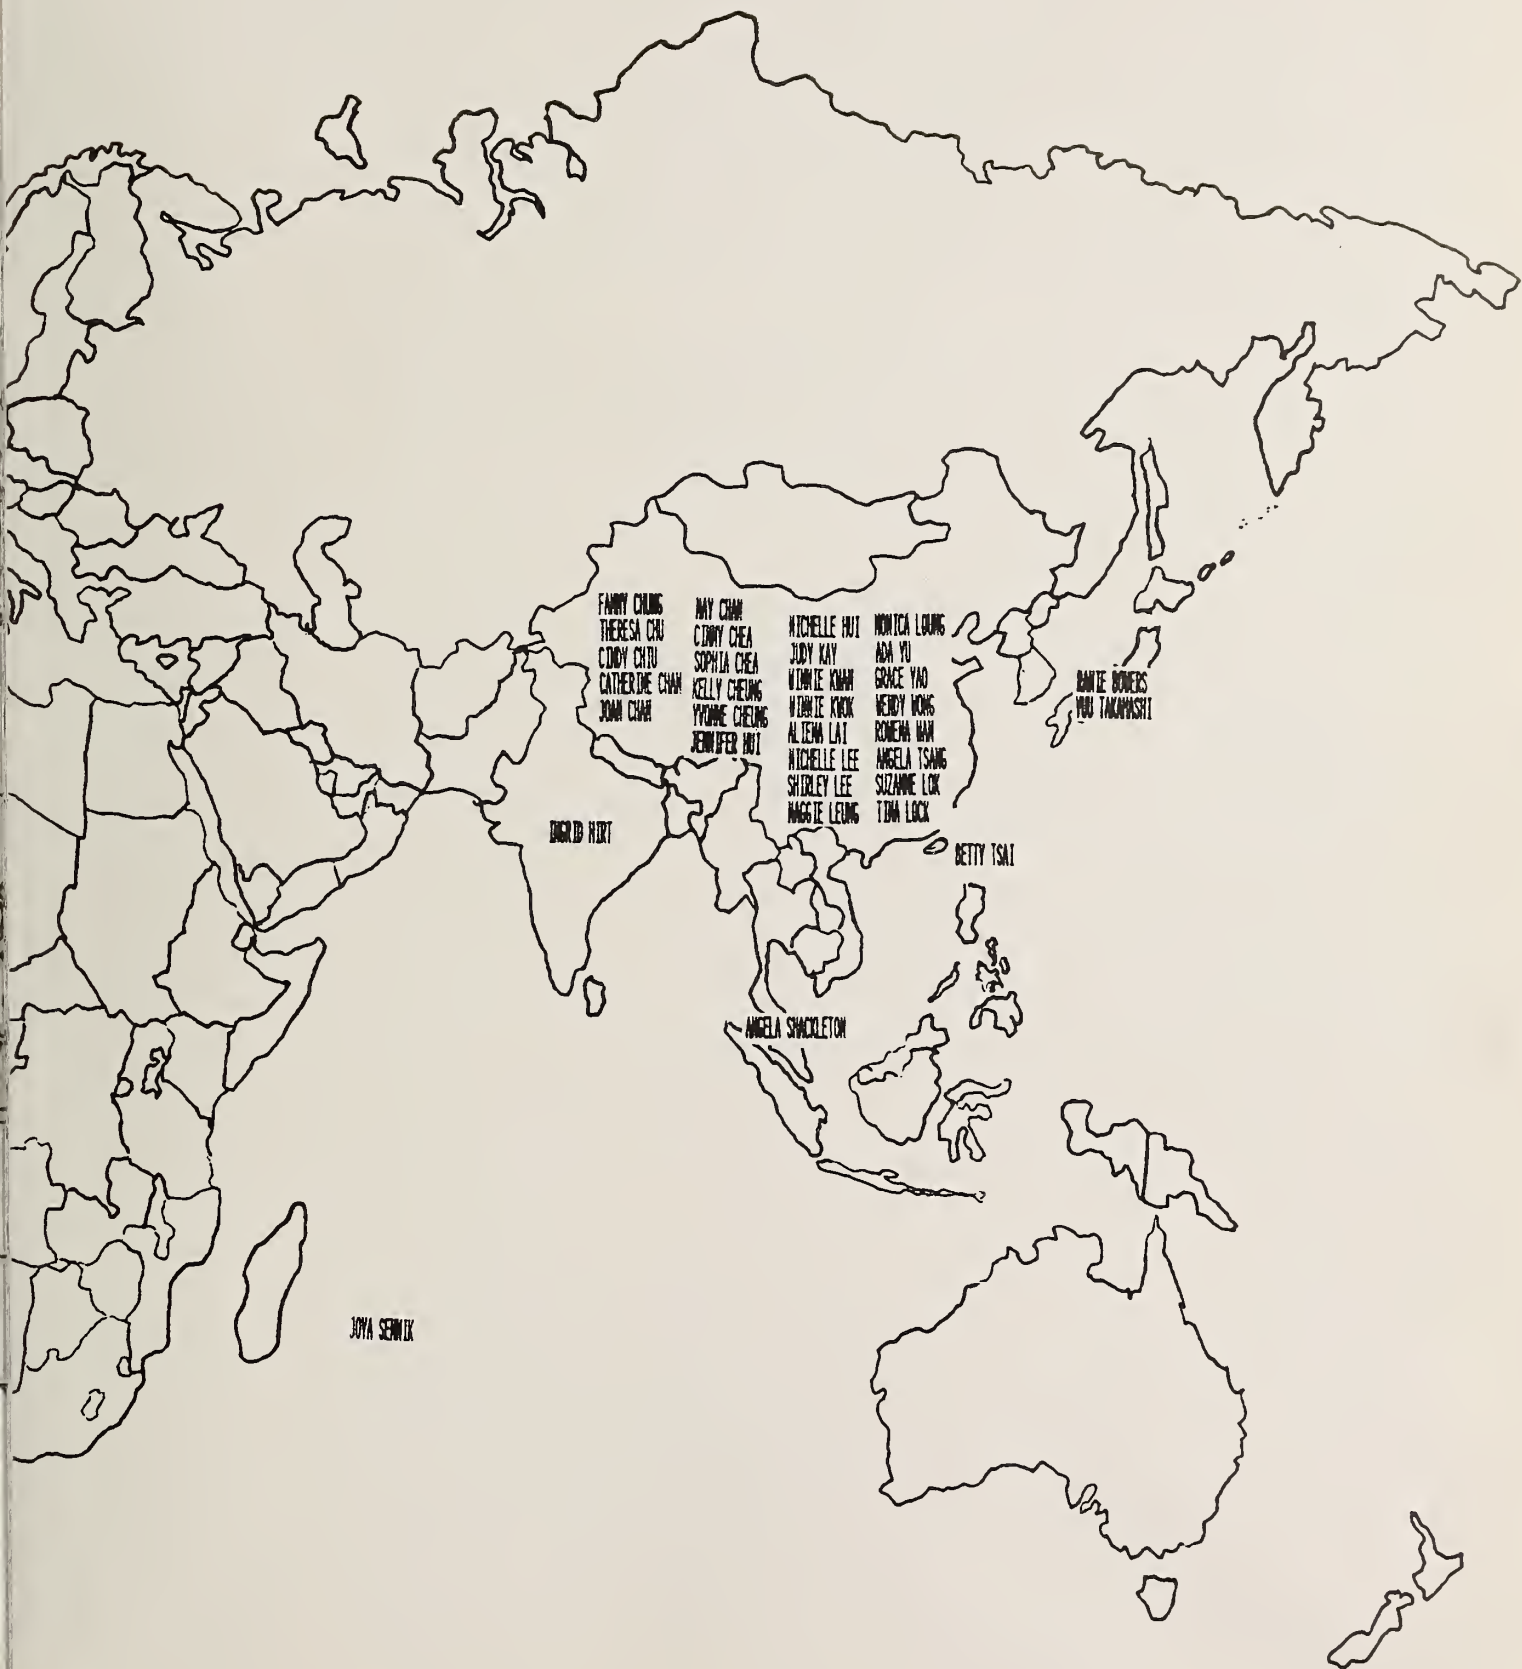 FANNY CHUNG
THERESA CHU
CINDY CHIU
CATHERINE CHAN
JOAN CHAN
MAY CHAN
CINDY CHEA
SOPHIA CHEA
KELLY CHEUNG
YVONNE CHEUNG
JENNIFER HUI
MICHELLE HUI
JUDY KAY
WINNIE KWAN
WINNIE KWOK
ALIENA LAI
MICHELLE LEE
SHIRLEY LEE
MAGGIE LEUNG
MONICA LOUNG
ADA YU
GRACE YAO
WENDY WONG
ROWENA WAN
ANGELA TSANG
SUZANNE LOK
TINA LOCK
BOWERS
YUU TAKAHASHI
INGRID HIRT
BETTY TSAI
ANGELA SHACKLETON
JOYA SENNIK